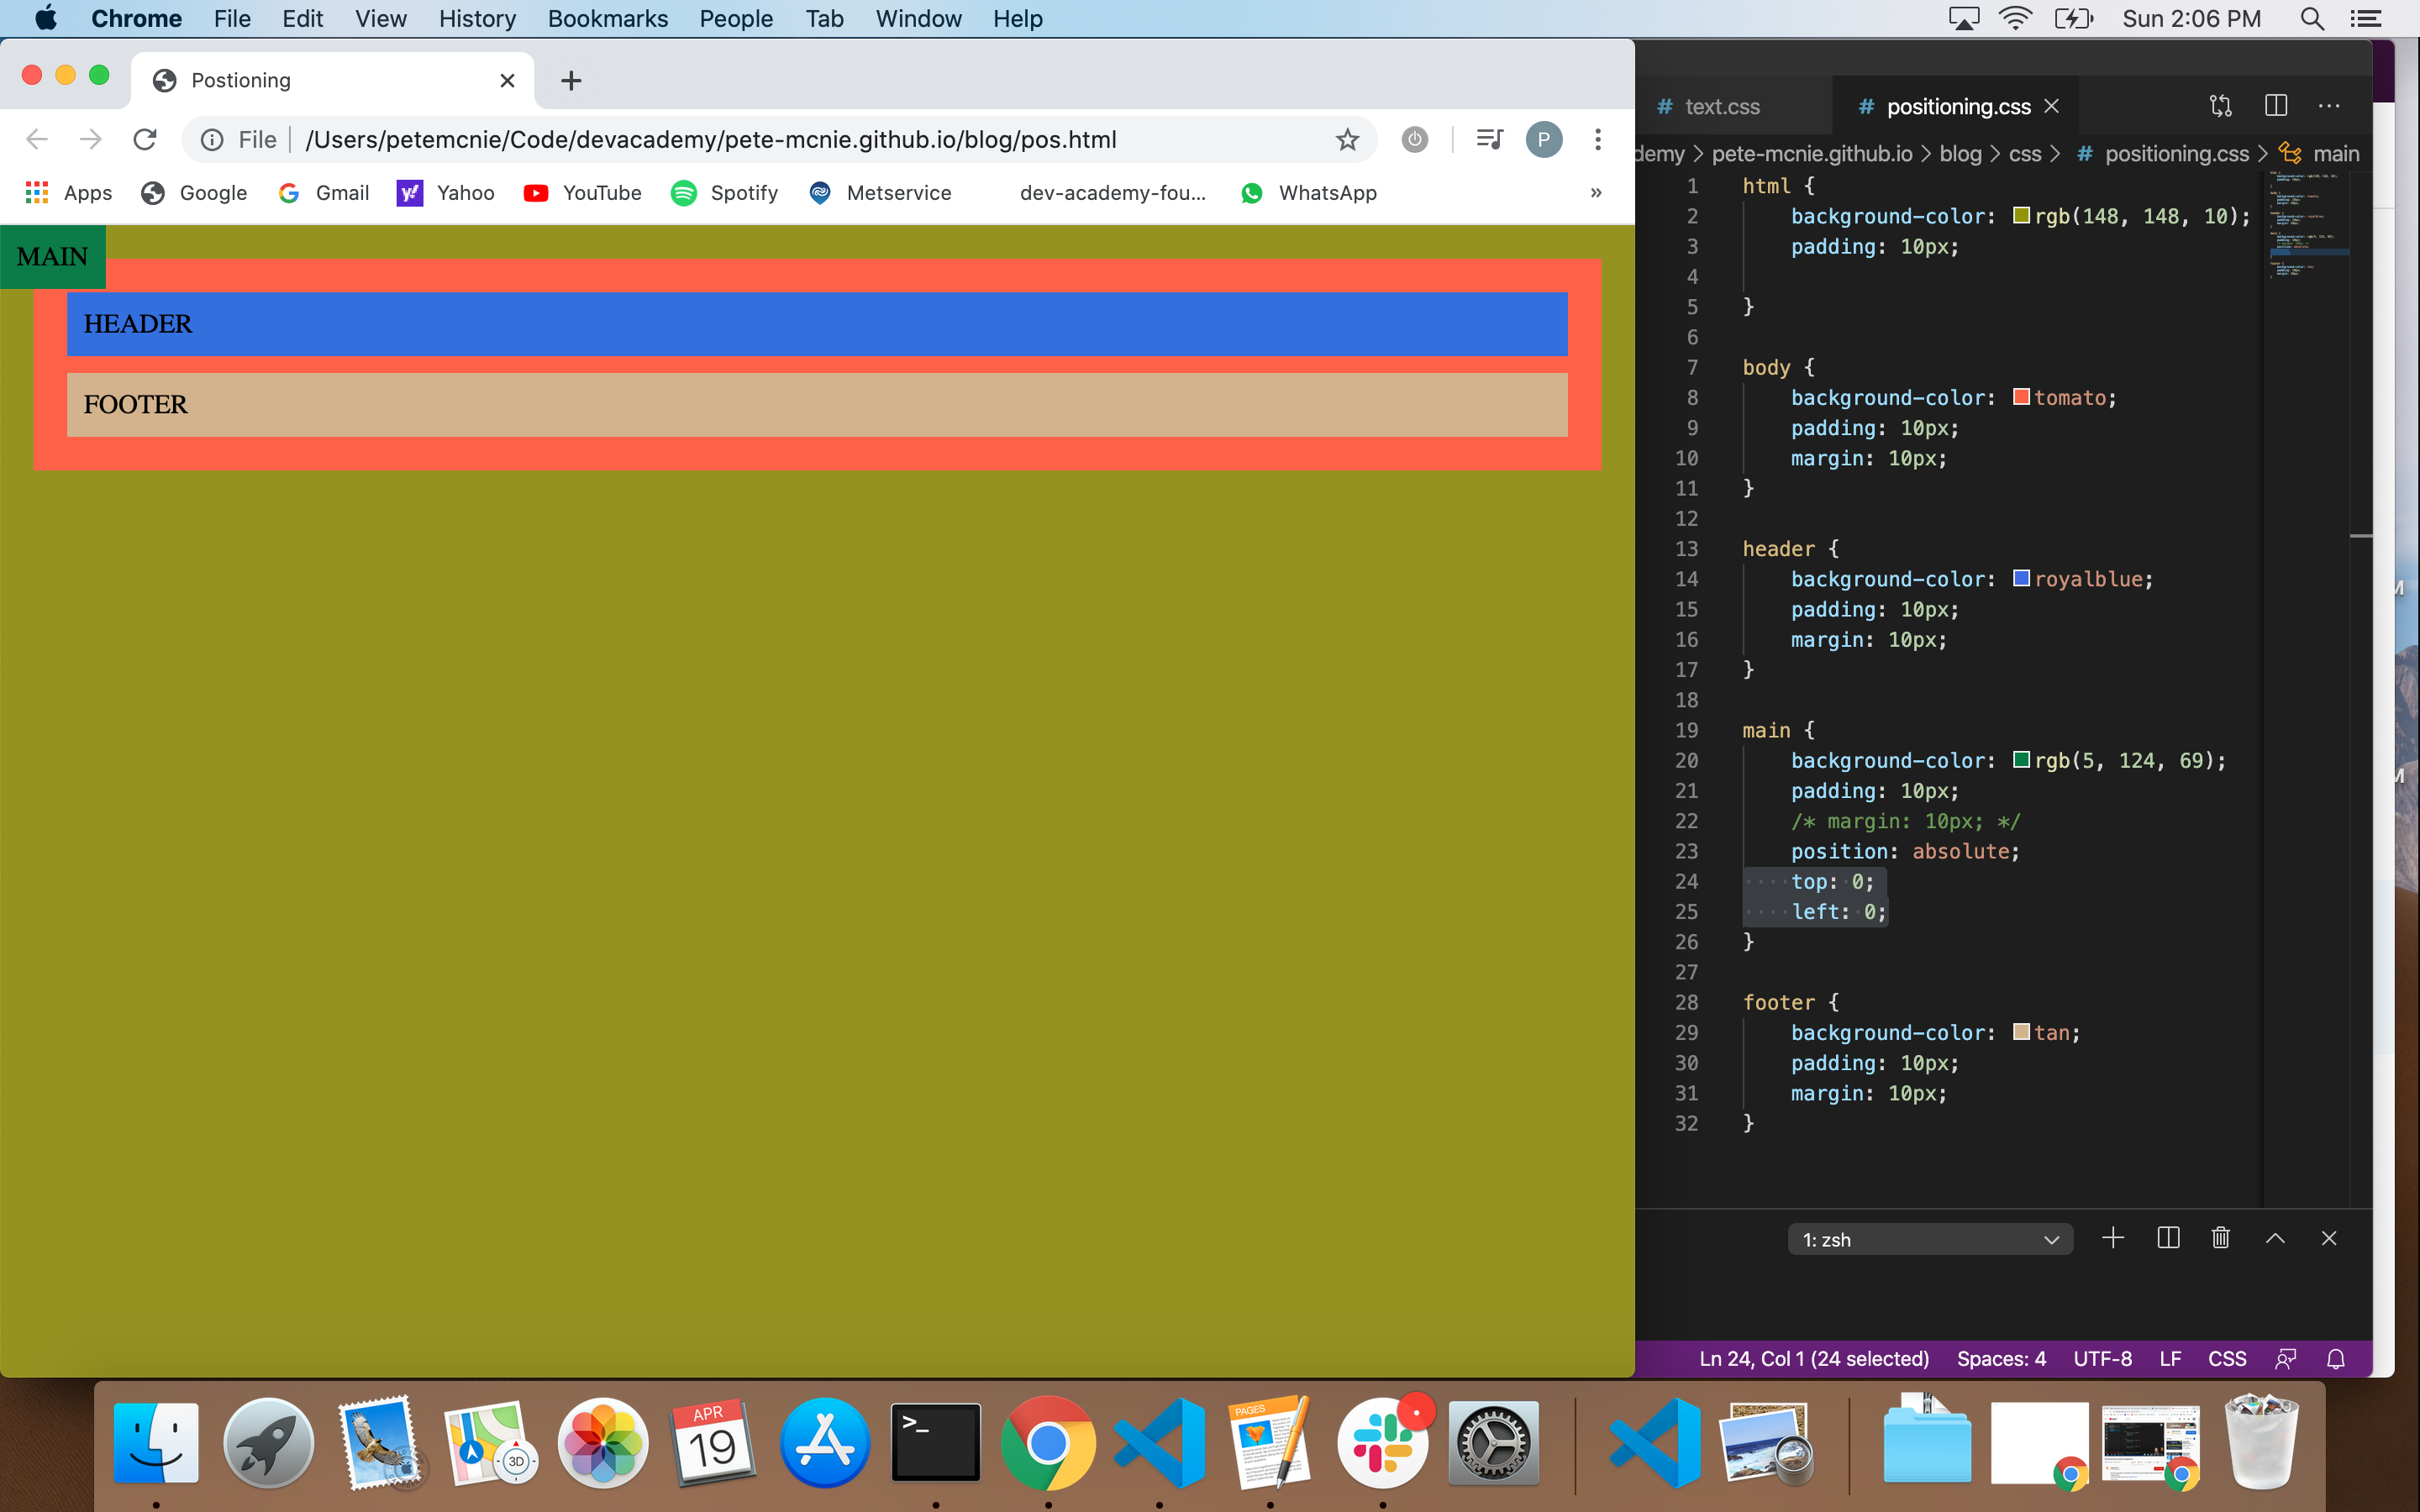 Chrome File Edit View History Bookmarks People Tab Window Help Sun 2:06 PM
Postioning
File /Users/petemcnie/Code/devacademy/pete-mcnie.github.io/blog/pos.html P
Apps Google Gmail Yahoo YouTube Spotify Metservice dev-academy-fou... WhatsApp »
MAIN
HEADER
FOOTER
# text.css # positioning.css
demy > pete-mcnie.github.io > blog > css > # positioning.css > main
1 html {
2 background-color: rgb(148, 148, 10);
3 padding: 10px;
4
5 }
6
7 body {
8 background-color: tomato;
9 padding: 10px;
10 margin: 10px;
11 }
12
13 header {
14 background-color: royalblue;
15 padding: 10px;
16 margin: 10px;
17 }
18
19 main {
20 background-color: rgb(5, 124, 69);
21 padding: 10px;
22 /* margin: 10px; */
23 position: absolute;
24 top: 0;
25 left: 0;
26 }
27
28 footer {
29 background-color: tan;
30 padding: 10px;
31 margin: 10px;
32 }
1: zsh
Ln 24, Col 1 (24 selected) Spaces: 4 UTF-8 LF CSS
3D
APR
19
>_
PAGES